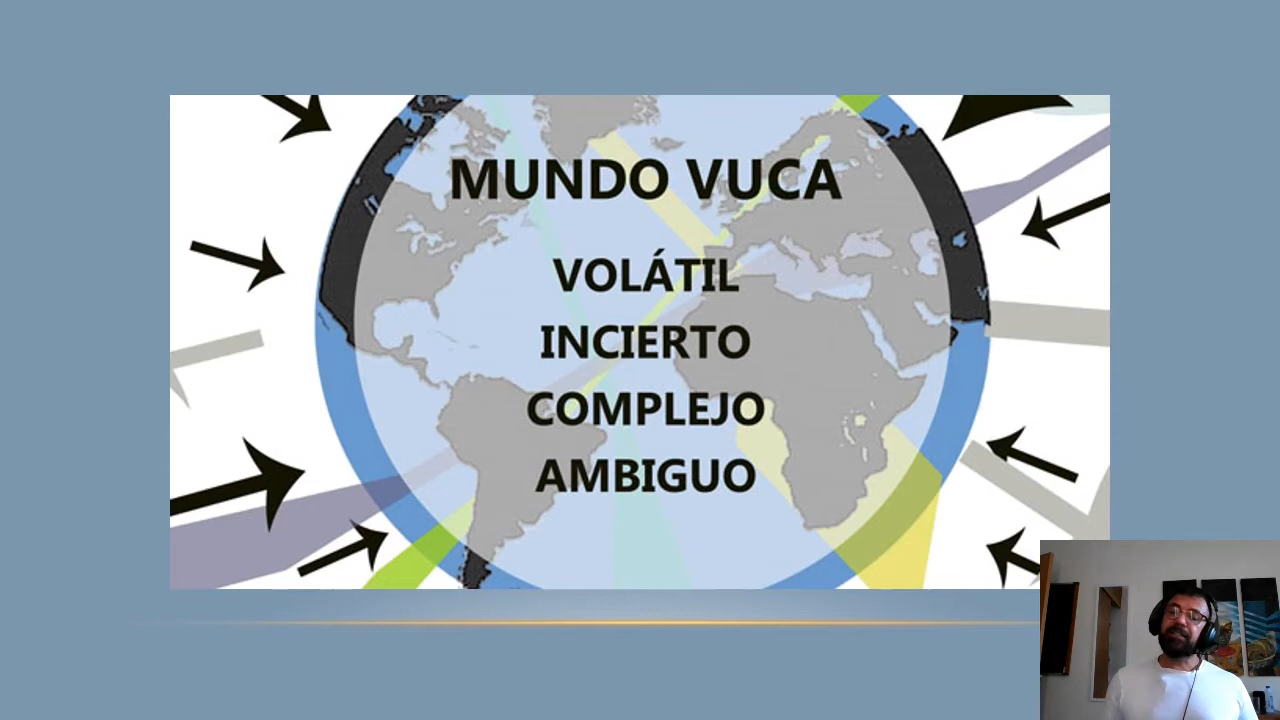 MUNDO VUCA
VOLÁTIL
INCIERTO
COMPLEJO
AMBIGUO